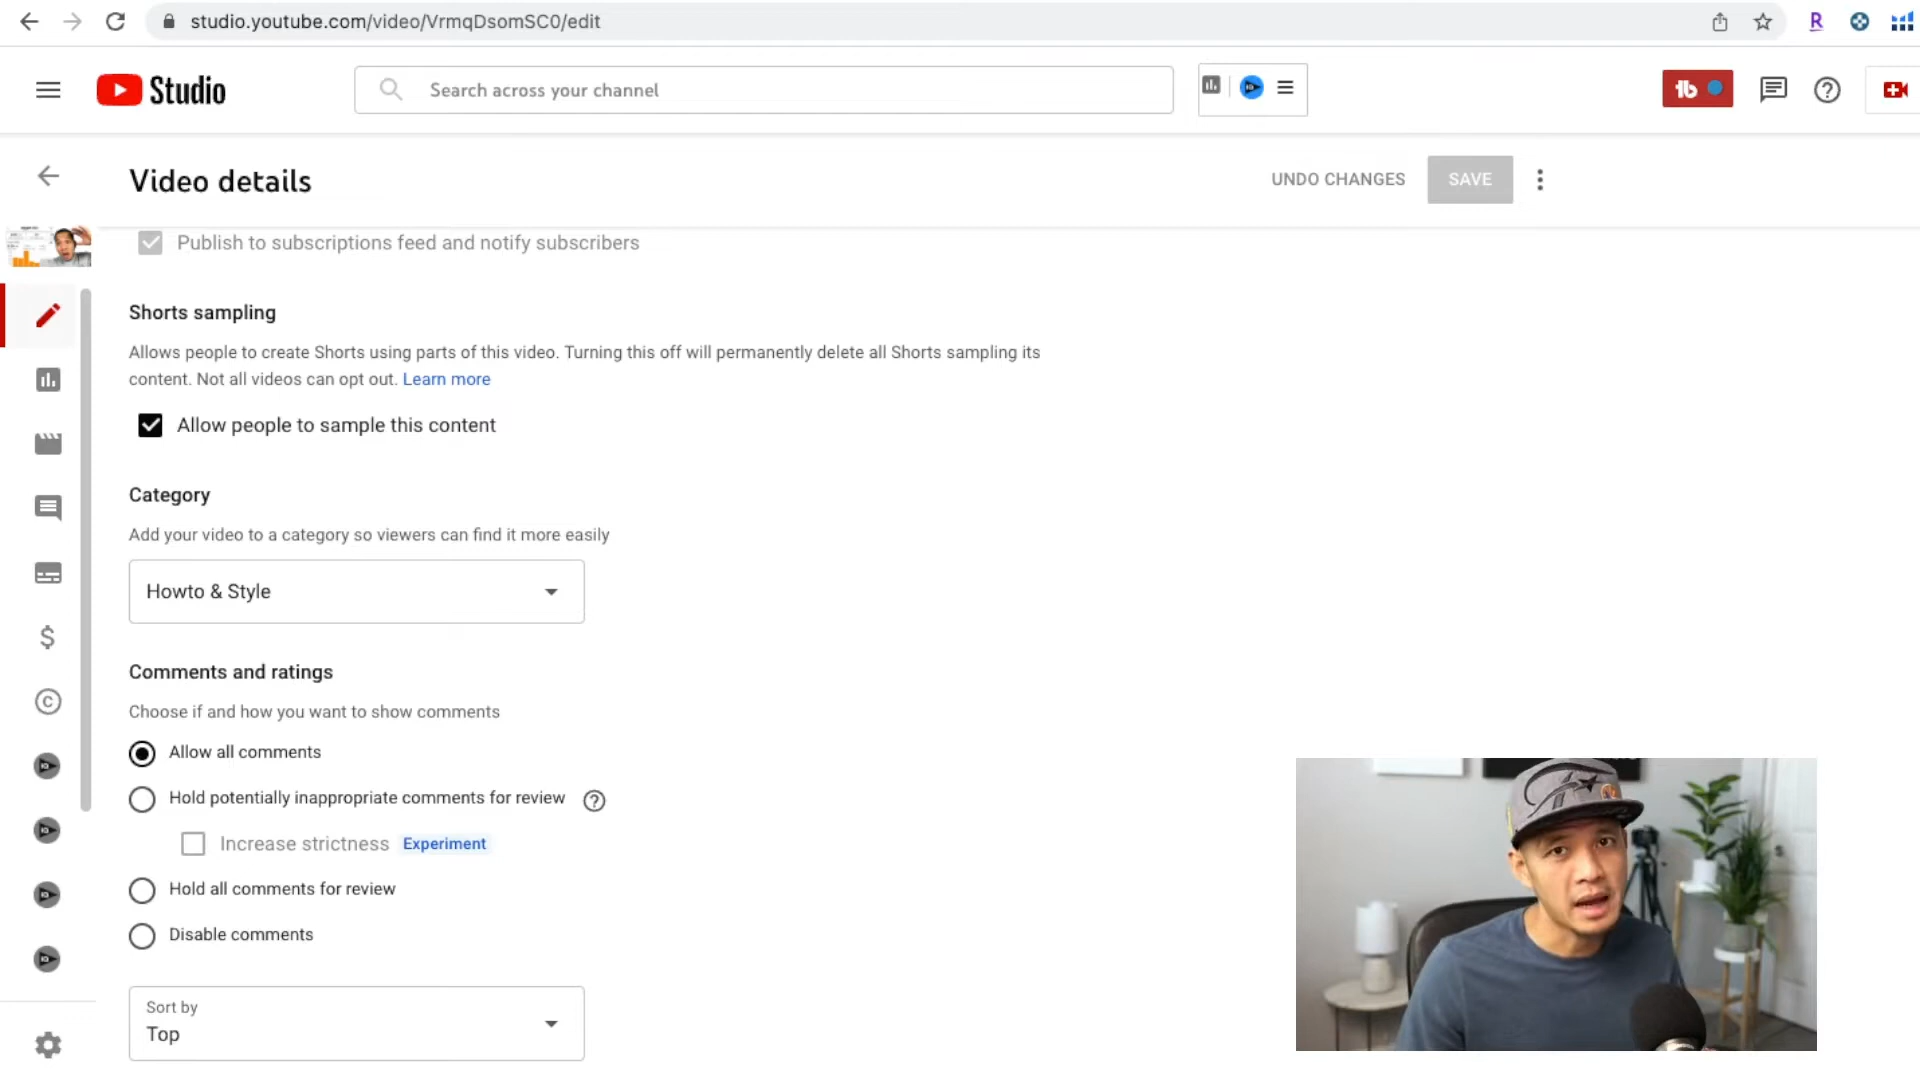 studio.youtube.com/video/VrmqDsomSC0/edit
R
Studio
Search across your channel
Video details
UNDO CHANGES
SAVE
Publish to subscriptions feed and notify subscribers
Shorts sampling
Allows people to create Shorts using parts of this video. Turning this off will permanently delete all Shorts sampling its
content. Not all videos can opt out. Learn more
Allow people to sample this content
Category
Add your video to a category so viewers can find it more easily
Howto & Style
Comments and ratings
Choose if and how you want to show comments
Allow all comments
Hold potentially inappropriate comments for review
Increase strictness Experiment
Hold all comments for review
Disable comments
Sort by
Top